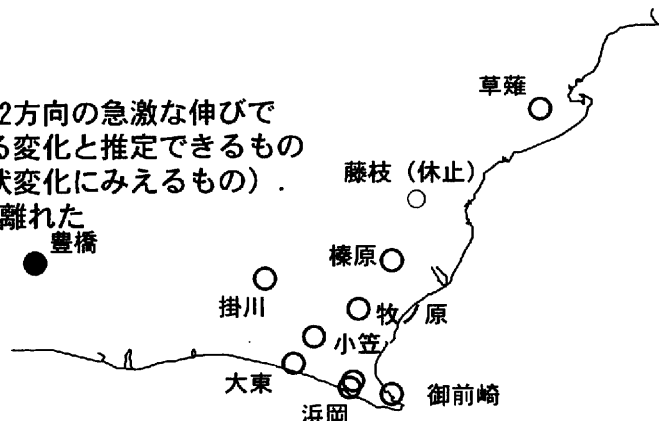 草薙
2方向の急激な伸びで
る変化と推定できるもの
状変化にみえるもの）.
離れた
藤枝（休止）
豊橋
榛原
掛川
牧ノ原
小笠
大東
浜岡
御前崎